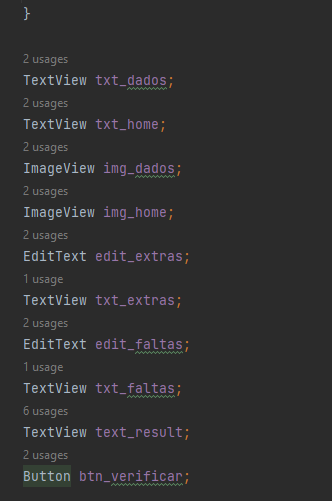 }
2 usages
TextView txt_dados;
2 usages
TextView txt_home;
2 usages
ImageView img_dados;
2 usages
ImageView img_home;
2 usages
EditText edit_extras;
1 usage
TextView txt_extras;
2 usages
EditText edit_faltas;
1 usage
TextView txt_faltas;
6 usages
TextView text_result;
2 usages
Button btn_verificar;